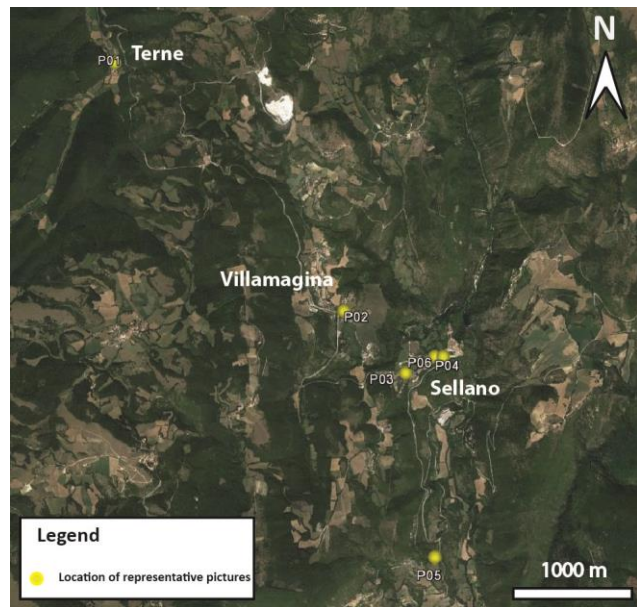 N
Terne
P01
Villamagina
P02
P06
P04
P03
Sellano
Legend
Location of representative pictures
P05
1000 m